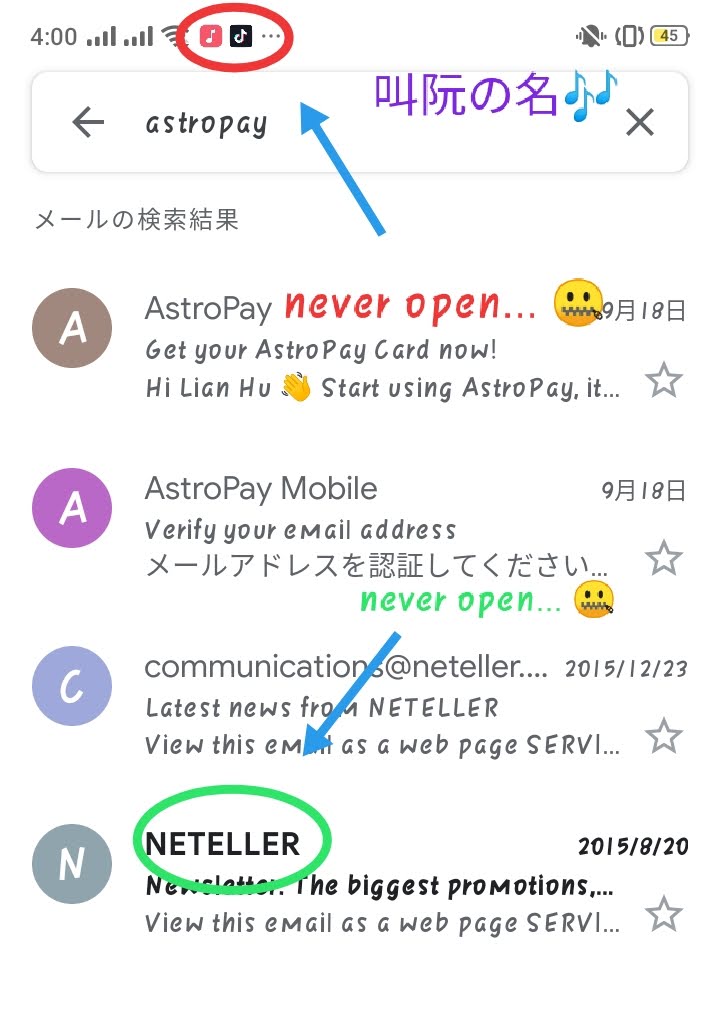 4:00
45
叫阮の名🎶
astropay
メールの検索結果
A
AstroPay never open... 🤐 9月18日
Get your AstroPay Card now!
Hi Lian Hu 👋 Start using AstroPay, it...
A
AstroPay Mobile 9月18日
Verify your email address
メールアドレスを認証してください...
never open... 🤐
C
communications@neteller.... 2015/12/23
Latest news from NETELLER
View this email as a web page SERVI...
N
NETELLER 2015/8/20
Newsletter: The biggest promotions,...
View this email as a web page SERVI...